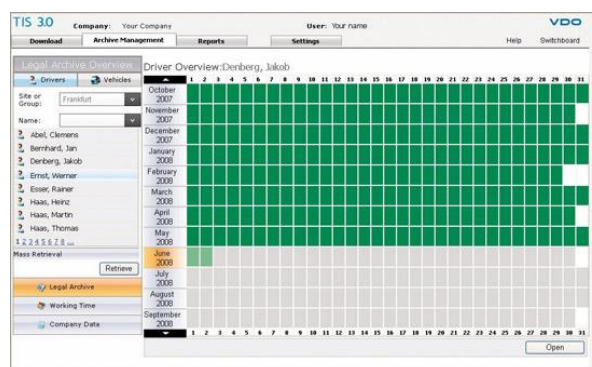 TIS 3.0 Company: Your Company User: Your name VDO
Download Archive Management Reports Settings Help Switchboard
Legal Archive Overview
Drivers Vehicles
Site or Group: Frankfurt
Name:
Abel, Clemens
Bernhard, Jan
Denberg, Jakob
Ernst, Werner
Esser, Rainer
Haas, Heinz
Haas, Martin
Haas, Thomas
1 2 3 4 5 6 7 8 ...
Mass Retrieval
Retrieve
Legal Archive
Working Time
Company Data
Driver Overview:Denberg, Jakob
1 2 3 4 5 6 7 8 9 10 11 12 13 14 15 16 17 18 19 20 21 22 23 24 25 26 27 28 29 30 31
October 2007
November 2007
December 2007
January 2008
February 2008
March 2008
April 2008
May 2008
June 2008
July 2008
August 2008
September 2008
1 2 3 4 5 6 7 8 9 10 11 12 13 14 15 16 17 18 19 20 21 22 23 24 25 26 27 28 29 30 31
Open